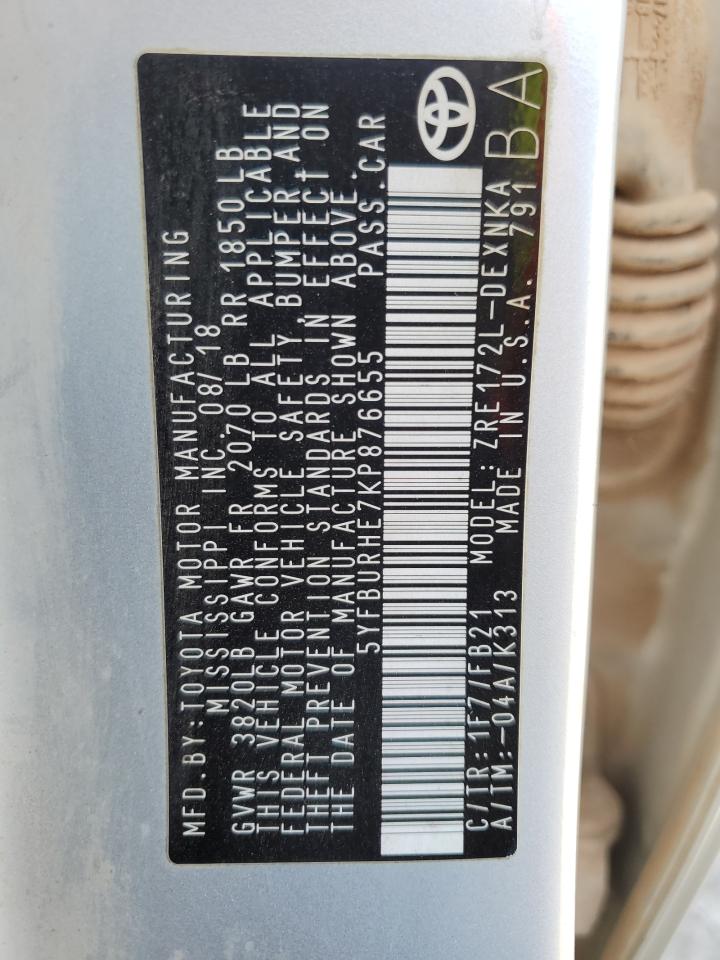 MFD.BY:TOYOTA MOTOR MANUFACTURING
MISSISSIPPI INC. 08/18
GVWR 3820LB GAWR FR 2070 LB RR 1850LB
THIS VEHICLE CONFORMS TO ALL APPLICABLE
FEDERAL MOTOR VEHICLE SAFETY, BUMPER AND
THEFT PREVENTION STANDARDS IN EFFECT ON
THE DATE OF MANUFACTURE SHOWN ABOVE.
5YFBURHE7KP876655 PASS.CAR
C/TR:1F7/FB21 MODEL:ZRE172L-DEXNKA
A/TM:-04A/K313 MADE IN U.S.A. 791 BA